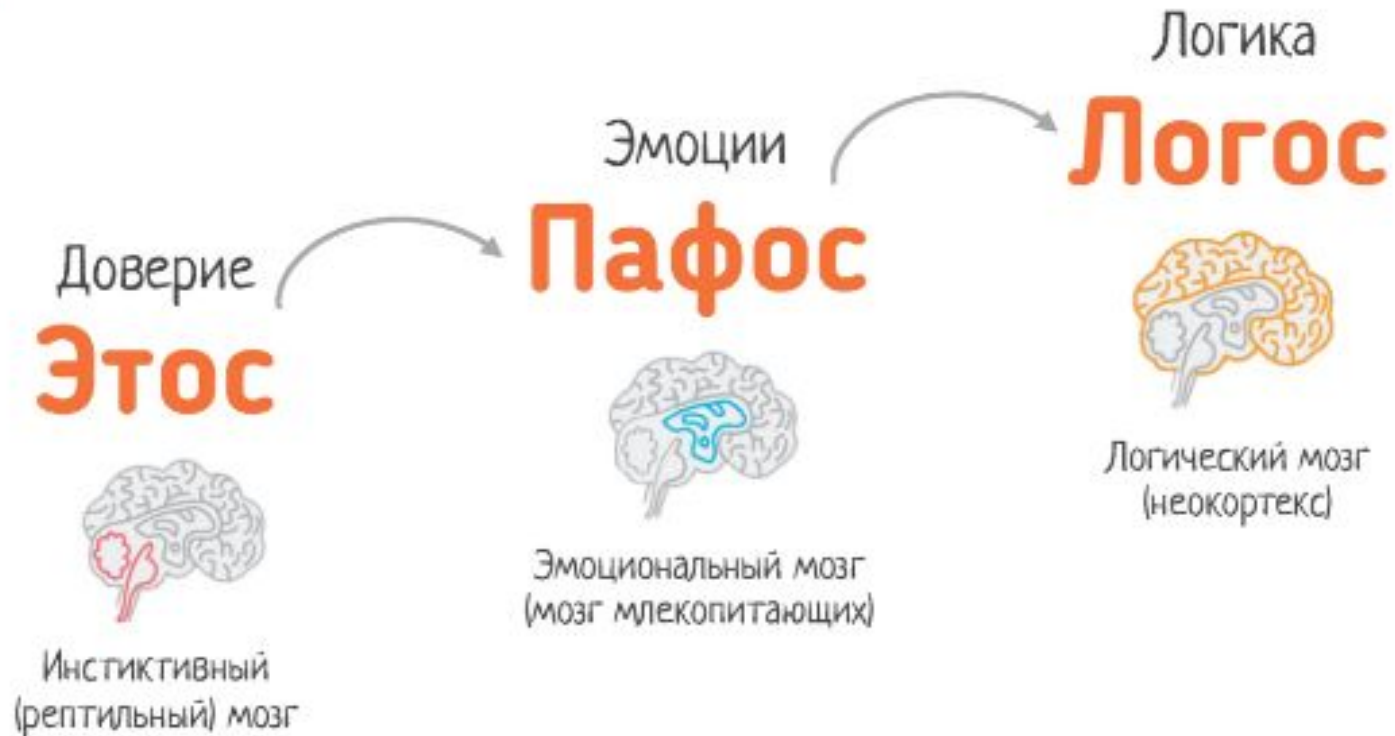 Доверие
Этос
Инстиктивный
(рептильный) мозг
Эмоции
Пафос
Эмоциональный мозг
(мозг млекопитающих)
Логика
Логос
Логический мозг
(неокортекс)